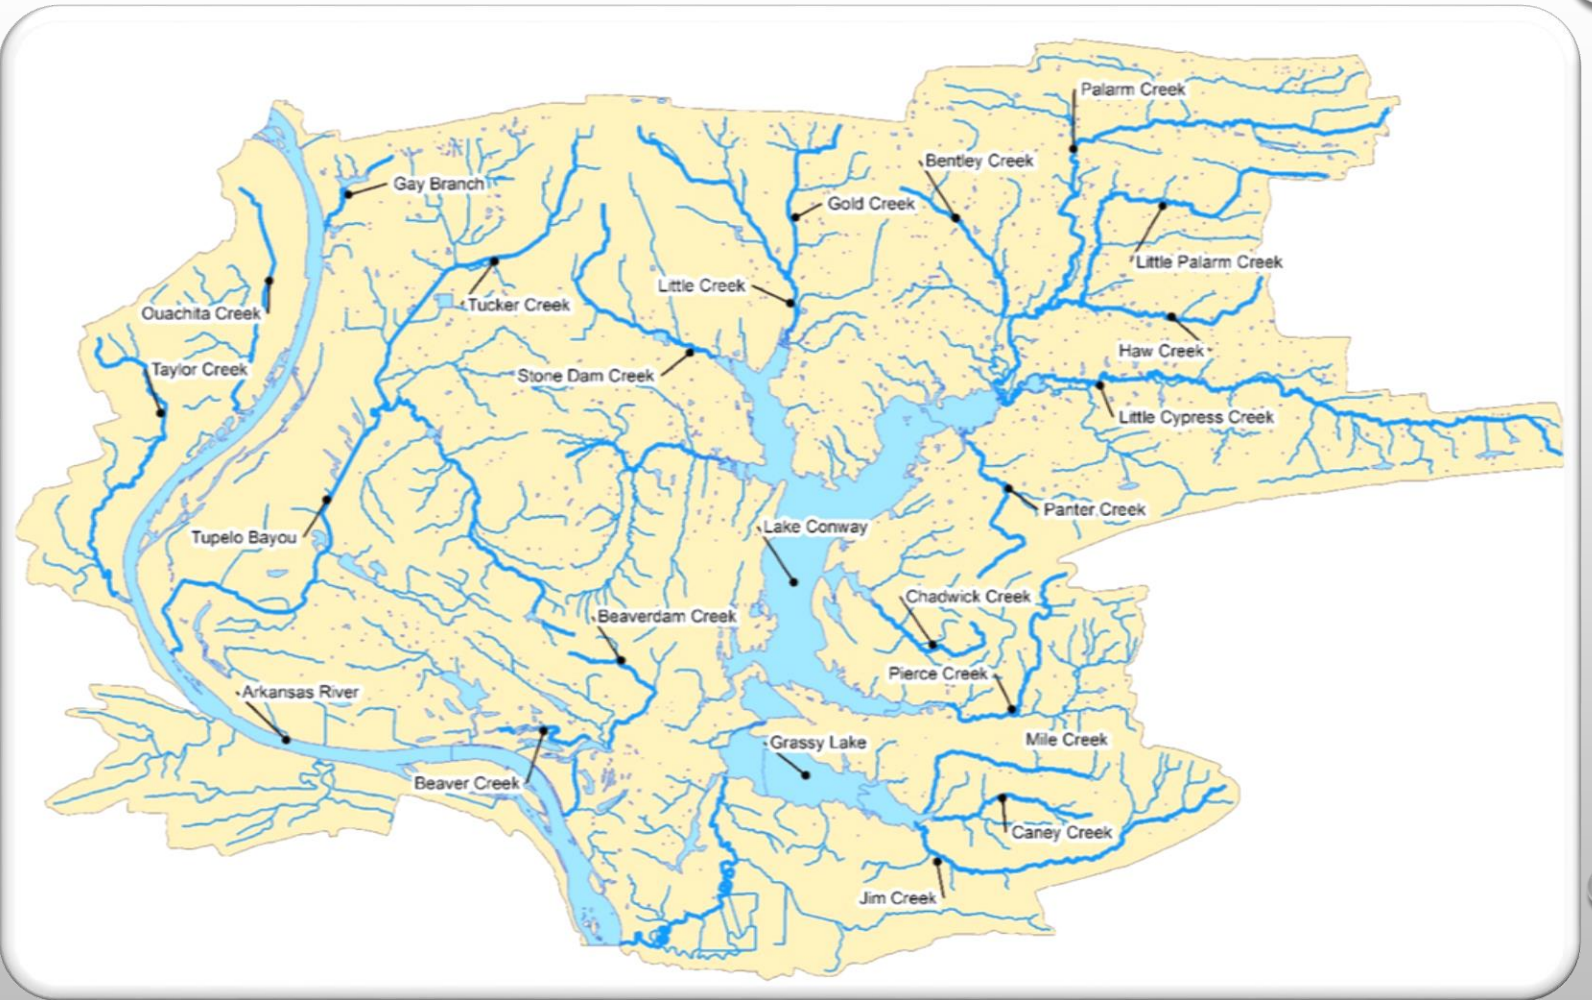 Palarm Creek
Bentley Creek
Gay Branch
Gold Creek
Little Palarm Creek
Little Creek
Tucker Creek
Ouachita Creek
Haw Creek
Taylor Creek
Stone Dam Creek
Little Cypress Creek
Panter Creek
Lake Conway
Tupelo Bayou
Chadwick Creek
Beaverdam Creek
Pierce Creek
Arkansas River
Mile Creek
Grassy Lake
Beaver Creek
Caney Creek
Jim Creek